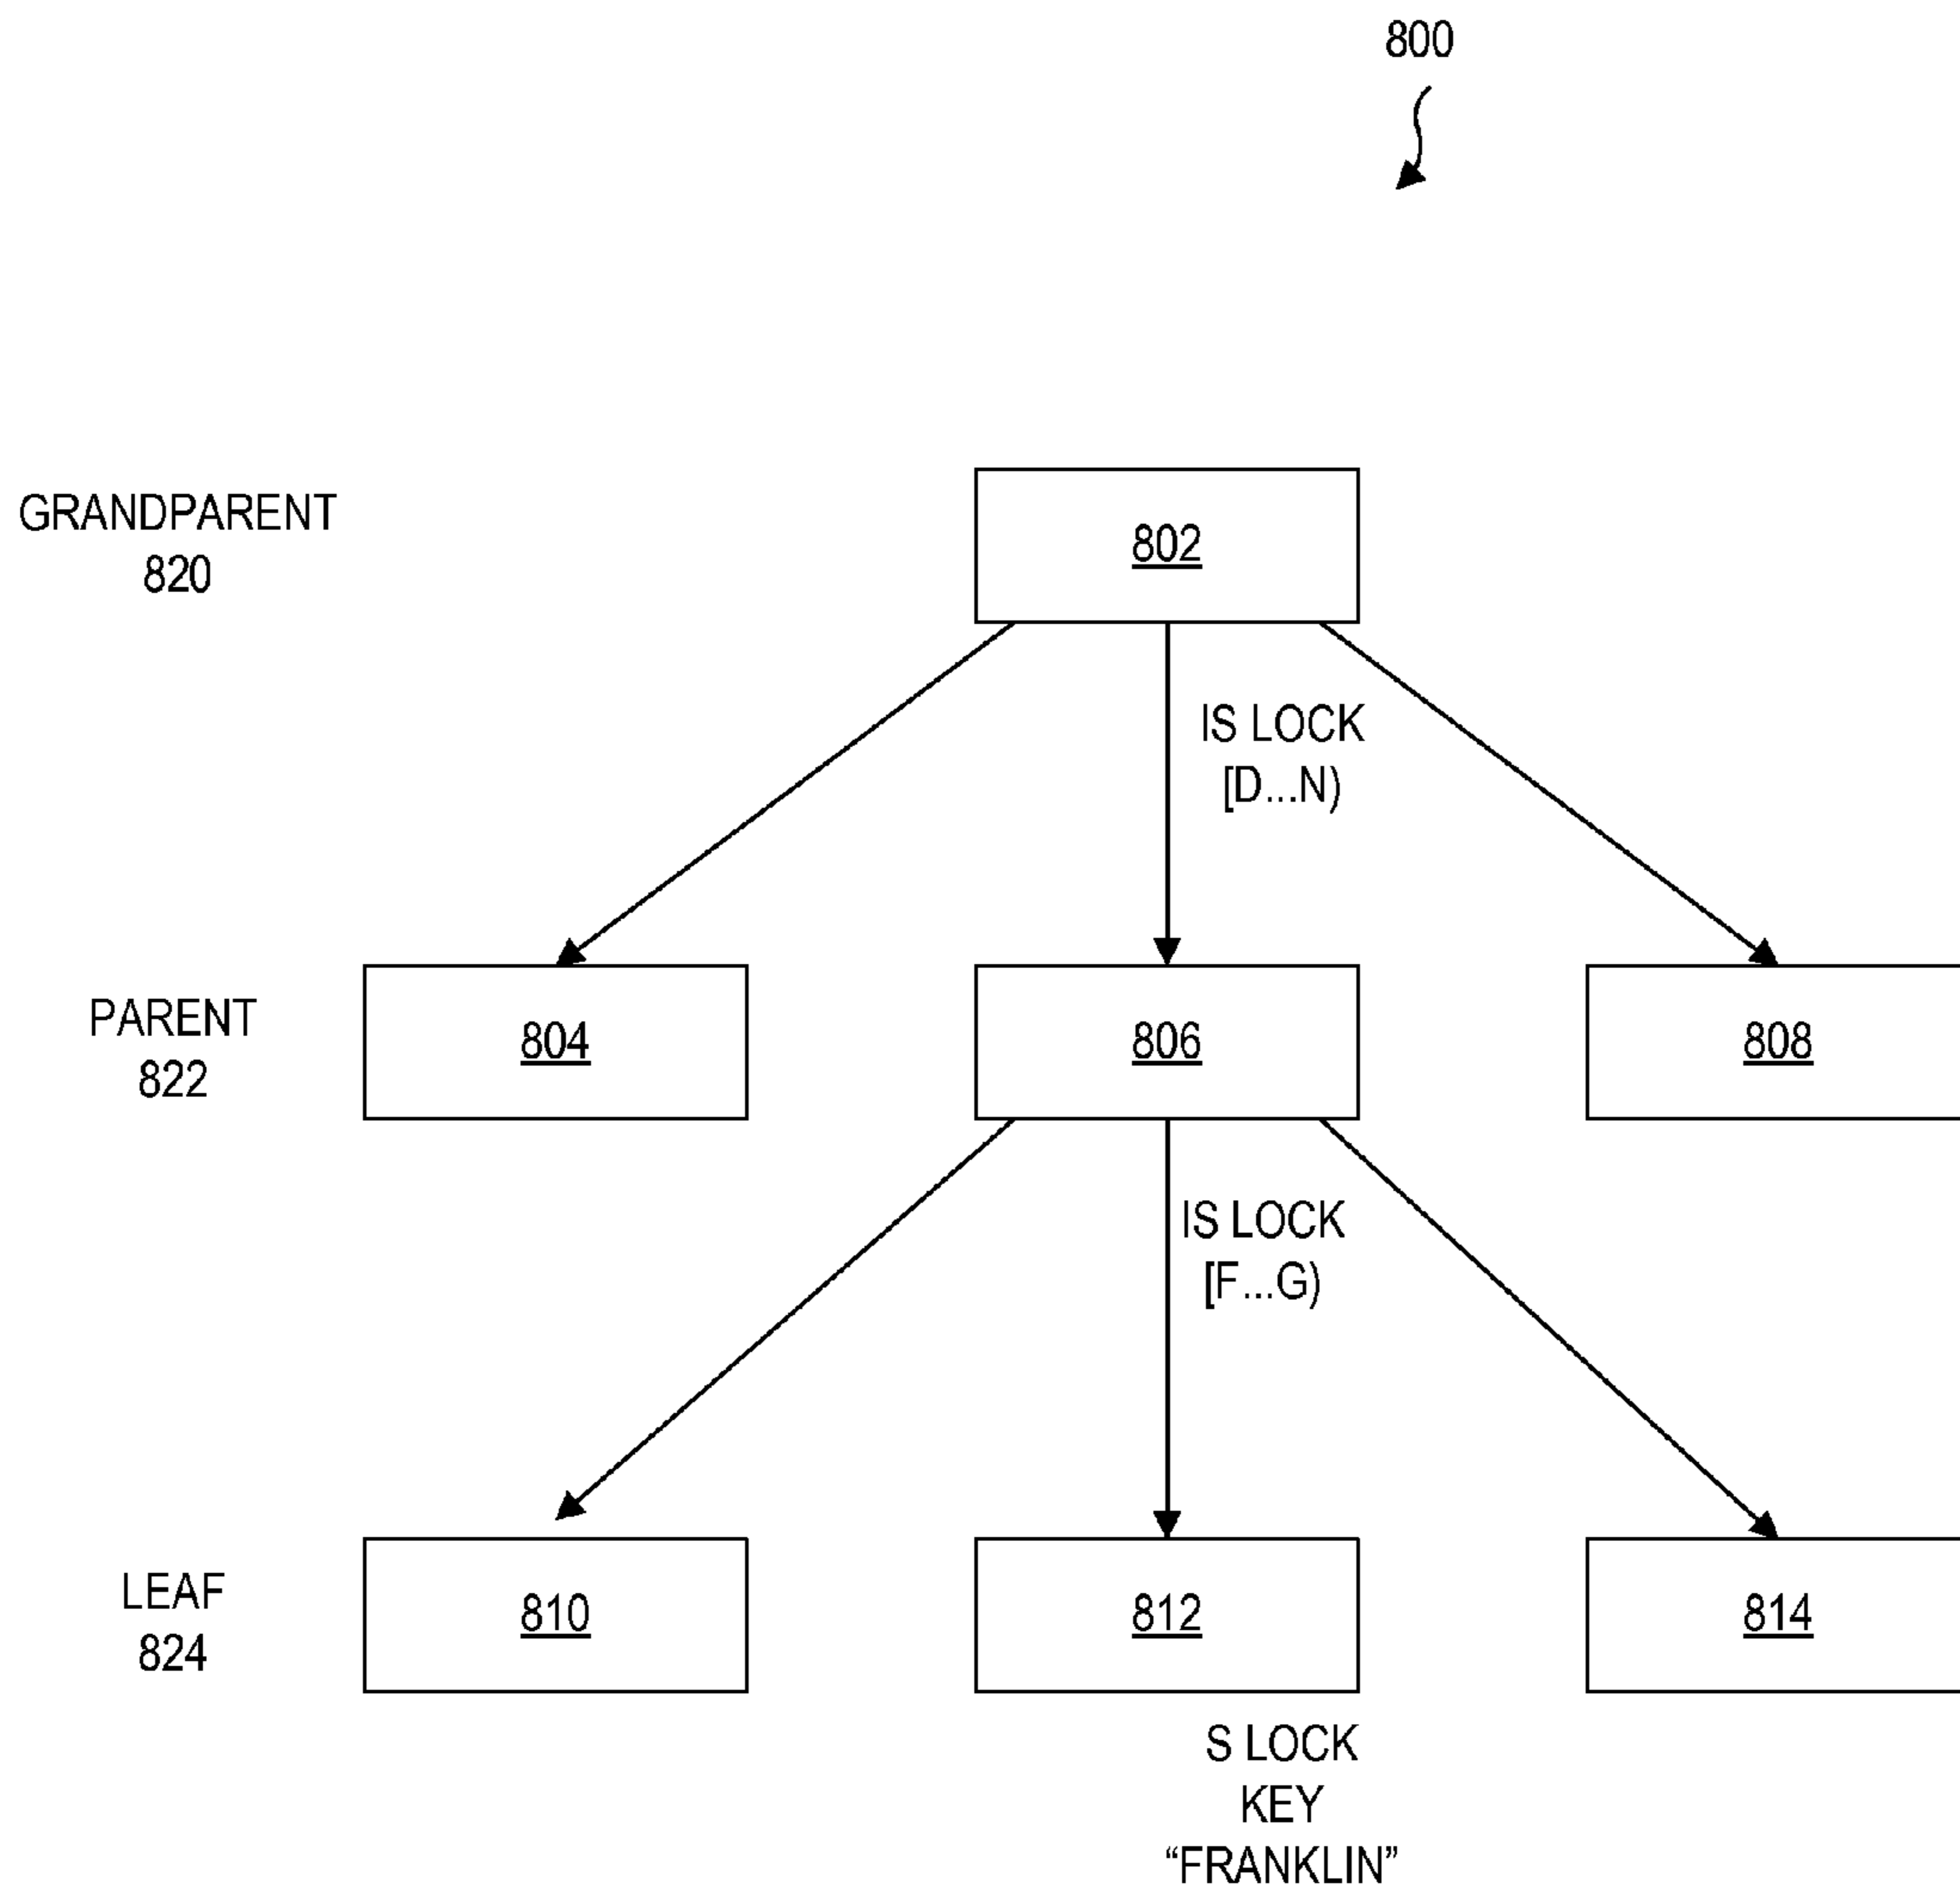 800
GRANDPARENT
820
802
IS LOCK
[D...N)
PARENT
822
804
806
808
IS LOCK
[F...G)
LEAF
824
810
812
814
S LOCK
KEY
“FRANKLIN”